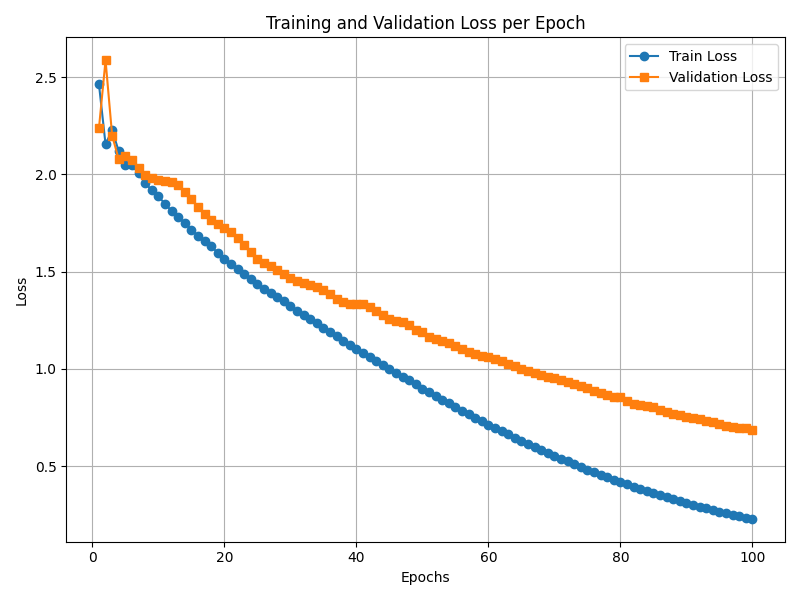 Training and Validation Loss per Epoch
Train Loss
Validation Loss
2.5
2.0
1.5
1.0
0.5
Loss
0 20 40 60 80 100
Epochs